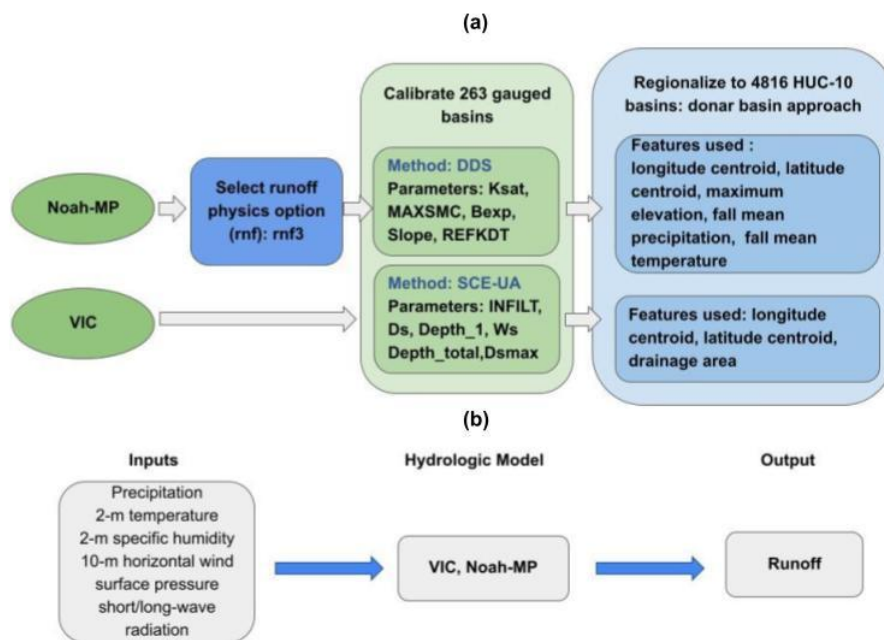 (a)
Noah-MP
Select runoff
physics option
(rnf): rnf3
Calibrate 263 gauged
basins
Method: DDS
Parameters: Ksat,
MAXSMC, Bexp,
Slope, REFKDT
Regionalize to 4816 HUC-10
basins: donar basin approach
Features used :
longitude centroid, latitude
centroid, maximum
elevation, fall mean
precipitation, fall mean
temperature
VIC
Method: SCE-UA
Parameters: INFILT,
Ds, Depth_1, Ws
Depth_total,Dsmax
Features used: longitude
centroid, latitude centroid,
drainage area
(b)
Inputs
Precipitation
2-m temperature
2-m specific humidity
10-m horizontal wind
surface pressure
short/long-wave
radiation
Hydrologic Model
VIC, Noah-MP
Output
Runoff